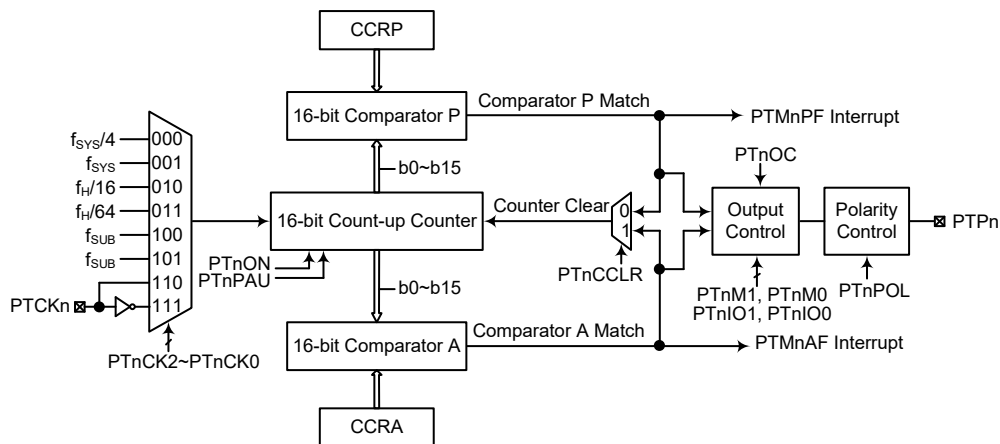 CCRP
16-bit Comparator P
Comparator P Match
PTMnPF Interrupt
b0~b15
fSYS/4
000
fSYS
001
fH/16
010
fH/64
011
fSUB
100
fSUB
101
110
111
PTCKn
PTnCK2~PTnCK0
16-bit Count-up Counter
PTnON
PTnPAU
Counter Clear
0
1
PTnCCLR
PTnOC
Output
Control
PTnM1, PTnM0
PTnIO1, PTnIO0
Polarity
Control
PTnPOL
PTPn
b0~b15
16-bit Comparator A
Comparator A Match
PTMnAF Interrupt
CCRA